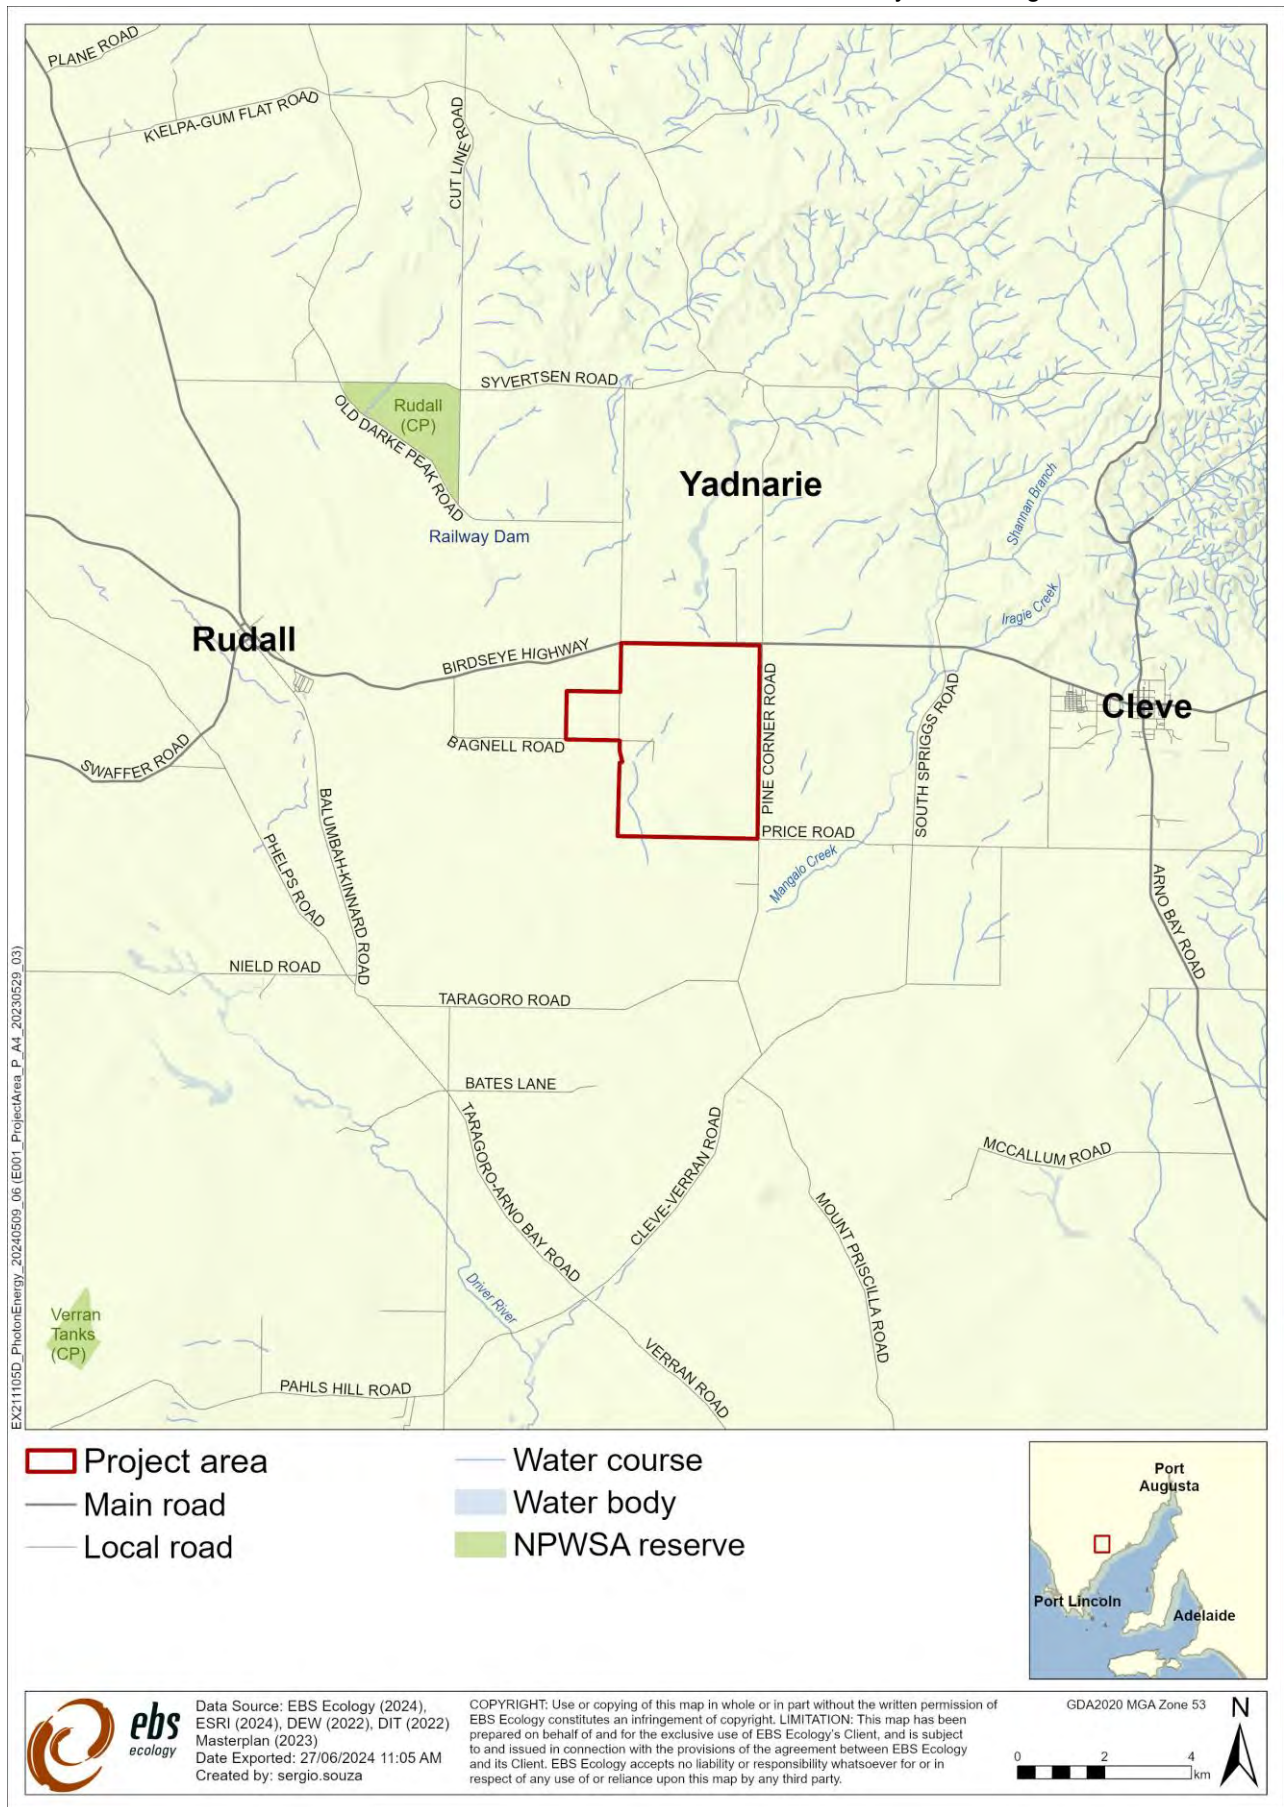 PLANE ROAD
K\ELPA-GUM FLAT ROAD
CUT LINE ROAD
SYVERTSEN ROAD
Rudall
(CP)
OLD DARKE PEAK ROAD
Yadnarie
Shannan Branch
Railway Dam
Iragie Creek
Rudall
BIRDSEYE HIGHWAY
PINE CORNER ROAD
SOUTH SPRIGGS ROAD
Cleve
BAGNELL ROAD
SWAFFER ROAD
BALUMBAH-KINNARD ROAD
PHELPS ROAD
PRICE ROAD
Mangalo Creek
ARNO BAY ROAD
NIELD ROAD
TARAGORO ROAD
BATES LANE
TARAGORO-ARNO BAY ROAD
CLEVE-VERRAN ROAD
MCCALLUM ROAD
MOUNT PRISCILLA ROAD
Driver River
Verran
Tanks
(CP)
VERRAN ROAD
PAHLS HILL ROAD
EX211105D_PhotonEnergy_20240509_06 (E001_ProjectArea_P_A4_20230529_03)
Project area
Main road
Local road
Water course
Water body
NPWSA reserve
Port
Augusta
Port Lincoln
Adelaide
ebs
ecology
Data Source: EBS Ecology (2024),
ESRI (2024), DEW (2022), DIT (2022)
Masterplan (2023)
Date Exported: 27/06/2024 11:05 AM
Created by: sergio.souza
COPYRIGHT: Use or copying of this map in whole or in part without the written permission of
EBS Ecology constitutes an infringement of copyright. LIMITATION: This map has been
prepared on behalf of and for the exclusive use of EBS Ecology's Client, and is subject
to and issued in connection with the provisions of the agreement between EBS Ecology
and its Client. EBS Ecology accepts no liability or responsibility whatsoever for or in
respect of any use of or reliance upon this map by any third party.
GDA2020 MGA Zone 53
N
0 2 4
km